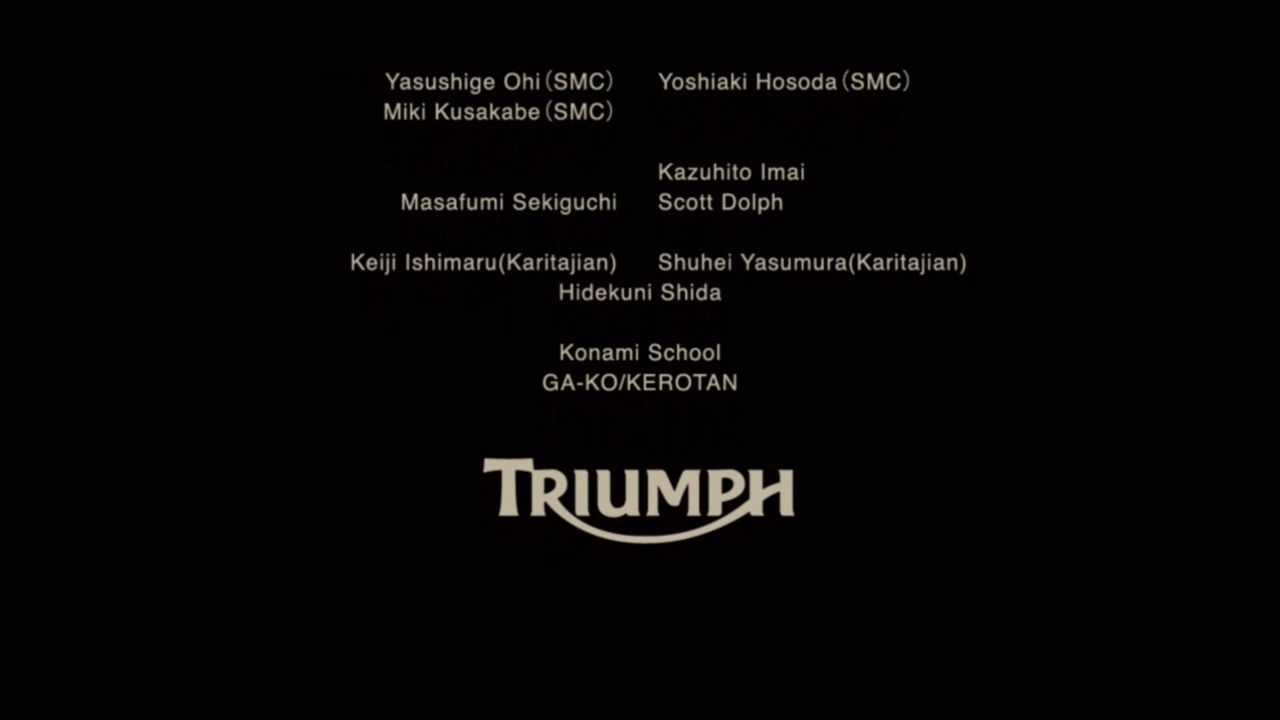 Yasushige Ohi（SMC） Yoshiaki Hosoda（SMC）
Miki Kusakabe（SMC）
Kazuhito Imai
Masafumi Sekiguchi Scott Dolph
Keiji Ishimaru(Karitajian) Shuhei Yasumura(Karitajian)
Hidekuni Shida
Konami School
GA-KO/KEROTAN
TRIUMPH